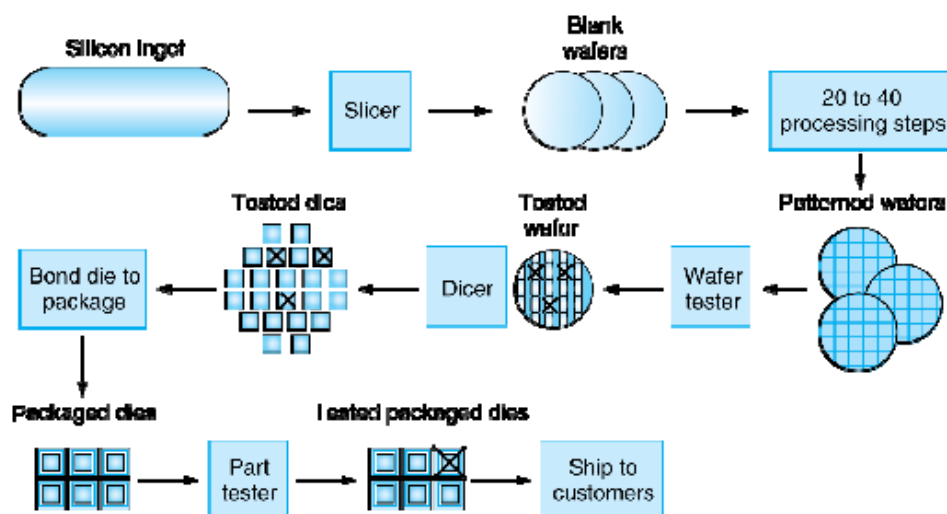 Silicon ingot
Blank
wafers
Slicer
20 to 40
processing steps
Tested dies
Tested
wafer
Patterned wafers
Bond die to
package
Dicer
Wafer
tester
Packaged dies
Tested packaged dies
Part
tester
Ship to
customers